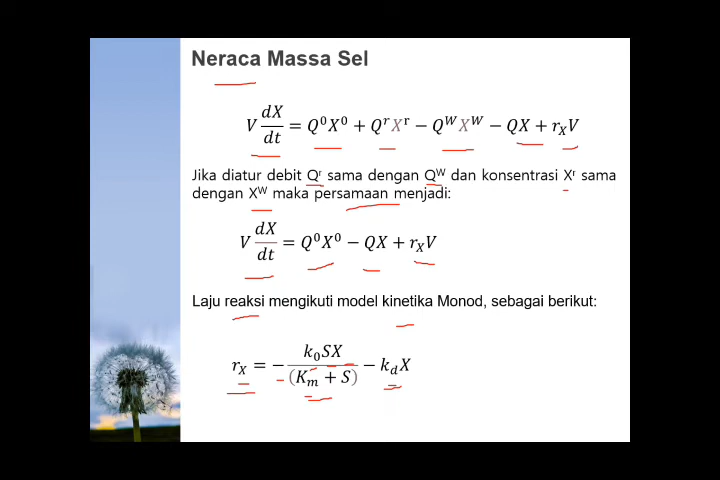 Neraca Massa Sel
V dX/dt = Q⁰X⁰ + QʳXʳ − QᵂXᵂ − QX + r_X V
Jika diatur debit Qʳ sama dengan Qᵂ dan konsentrasi Xʳ sama
dengan Xᵂ maka persamaan menjadi:
V dX/dt = Q⁰X⁰ − QX + r_X V
Laju reaksi mengikuti model kinetika Monod, sebagai berikut:
r_X = − k₀SX/(K_m + S) − k_d X